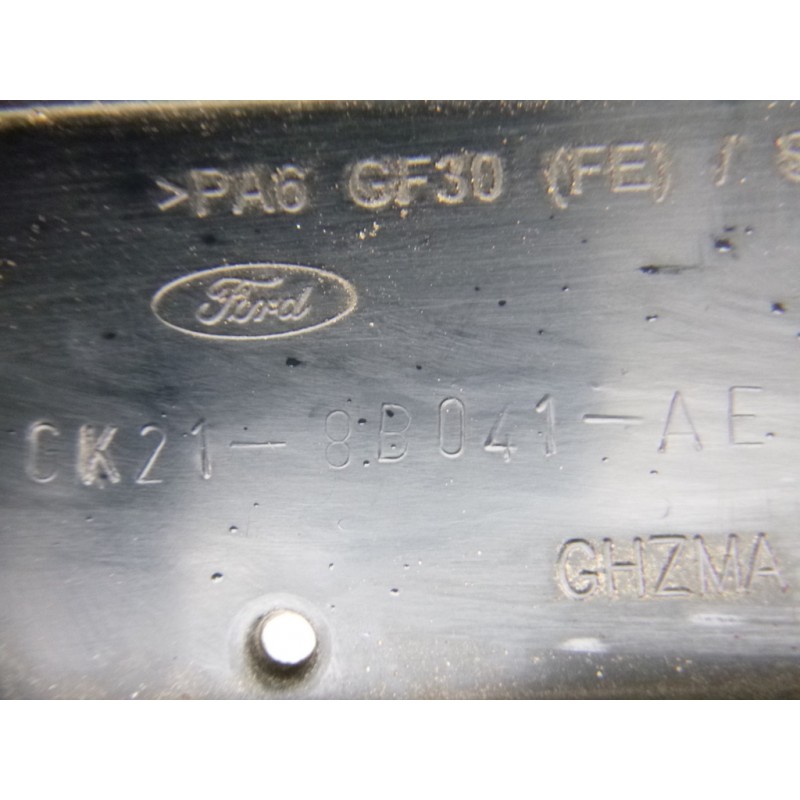 >PA6 GF30 (FE) /
Ford
CK21-8B041-AE
GHZMA